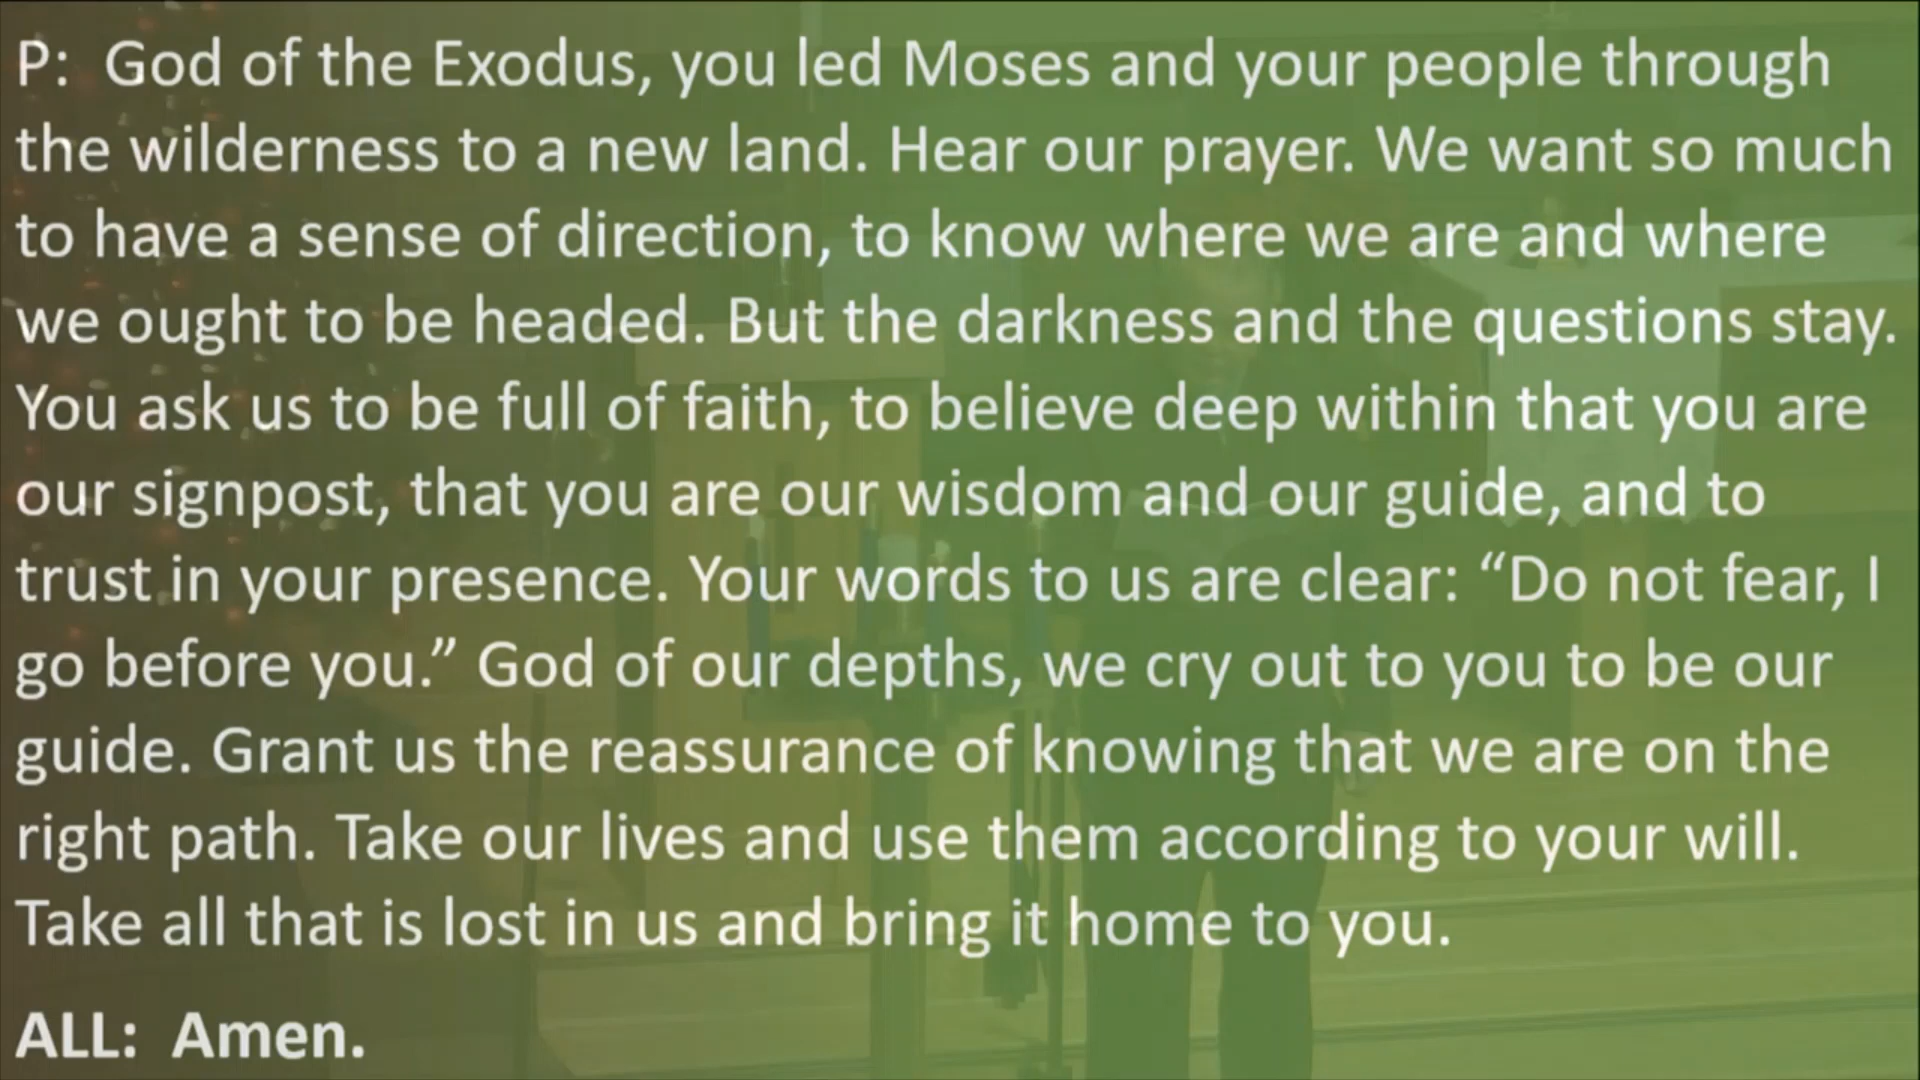 P:  God of the Exodus, you led Moses and your people through
the wilderness to a new land. Hear our prayer. We want so much
to have a sense of direction, to know where we are and where
we ought to be headed. But the darkness and the questions stay.
You ask us to be full of faith, to believe deep within that you are
our signpost, that you are our wisdom and our guide, and to
trust in your presence. Your words to us are clear: “Do not fear, I
go before you.” God of our depths, we cry out to you to be our
guide. Grant us the reassurance of knowing that we are on the
right path. Take our lives and use them according to your will.
Take all that is lost in us and bring it home to you.
ALL:  Amen.